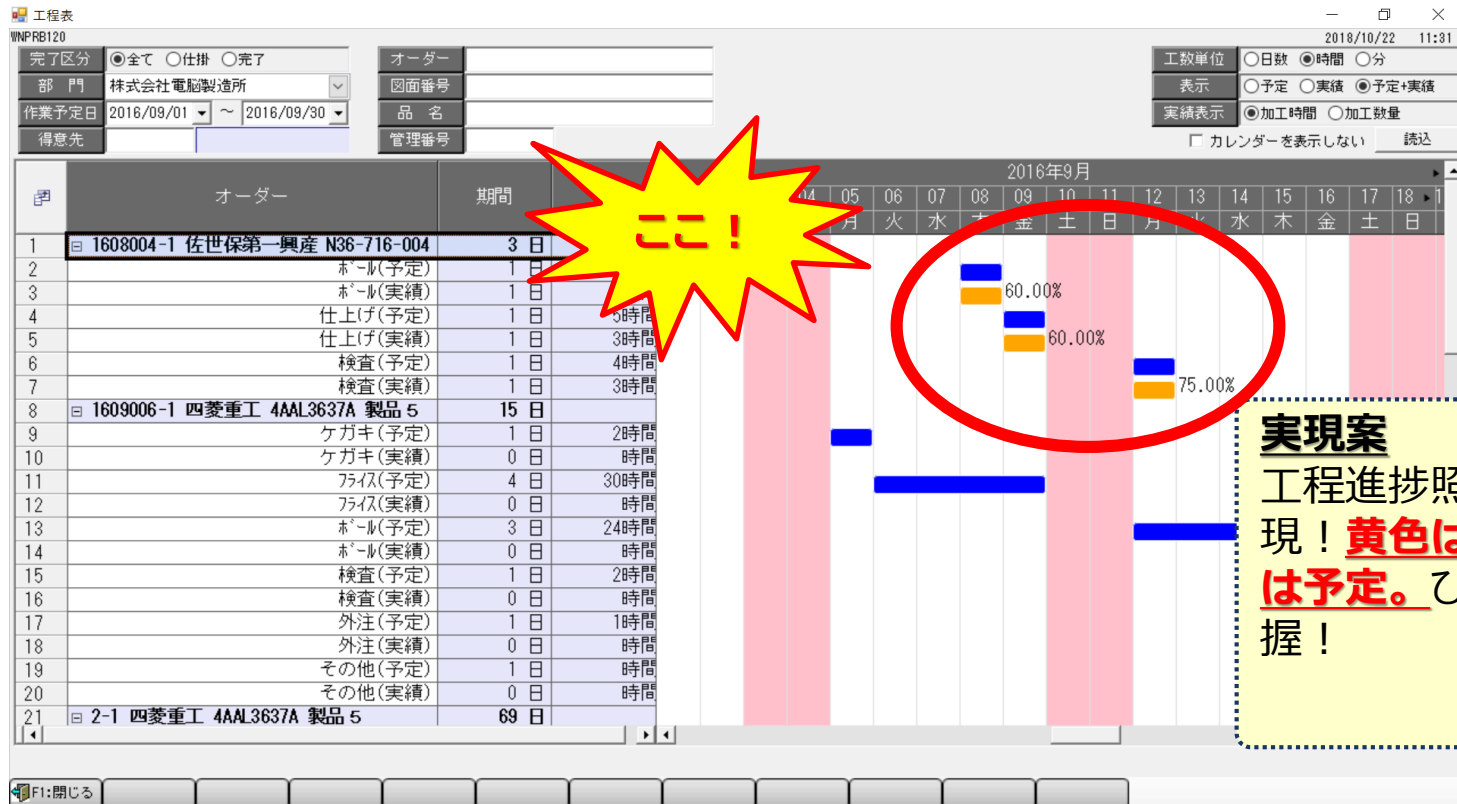 工程表
WNPRB120
2018/10/22 11:31
完了区分 全て 仕掛 完了 オーダー 工数単位 日数 時間 分
部 門 株式会社電脳製造所 図面番号 表示 予定 実績 予定+実績
作業予定日 2016/09/01 ～ 2016/09/30 品 名 実績表示 加工時間 加工数量
得意先 管理番号 カレンダーを表示しない 読込
オーダー 期間 2016年9月
04 05 06 07 08 09 10 11 12 13 14 15 16 17 18
月 火 水 木 金 土 日 月 火 水 木 金 土 日
ここ！
1 1608004-1 佐世保第一興産 N36-716-004 3 日
2 ﾎﾞｰﾙ(予定) 1 日
3 ﾎﾞｰﾙ(実績) 1 日 60.00%
4 仕上げ(予定) 1 日 5時間
5 仕上げ(実績) 1 日 3時間 60.00%
6 検査(予定) 1 日 4時間
7 検査(実績) 1 日 3時間 75.00%
8 1609006-1 四菱重工 4AAL3637A 製品５ 15 日
9 ケガキ(予定) 1 日 2時間
10 ケガキ(実績) 0 日 時間
11 ﾌﾗｲｽ(予定) 4 日 30時間
12 ﾌﾗｲｽ(実績) 0 日 時間
13 ﾎﾞｰﾙ(予定) 3 日 24時間
14 ﾎﾞｰﾙ(実績) 0 日 時間
15 検査(予定) 1 日 2時間
16 検査(実績) 0 日 時間
17 外注(予定) 1 日 1時間
18 外注(実績) 0 日 時間
19 その他(予定) 1 日 時間
20 その他(実績) 0 日 時間
21 2-1 四菱重工 4AAL3637A 製品５ 69 日
実現案
工程進捗照
現！黄色は
は予定。ひ
握！
F1:閉じる